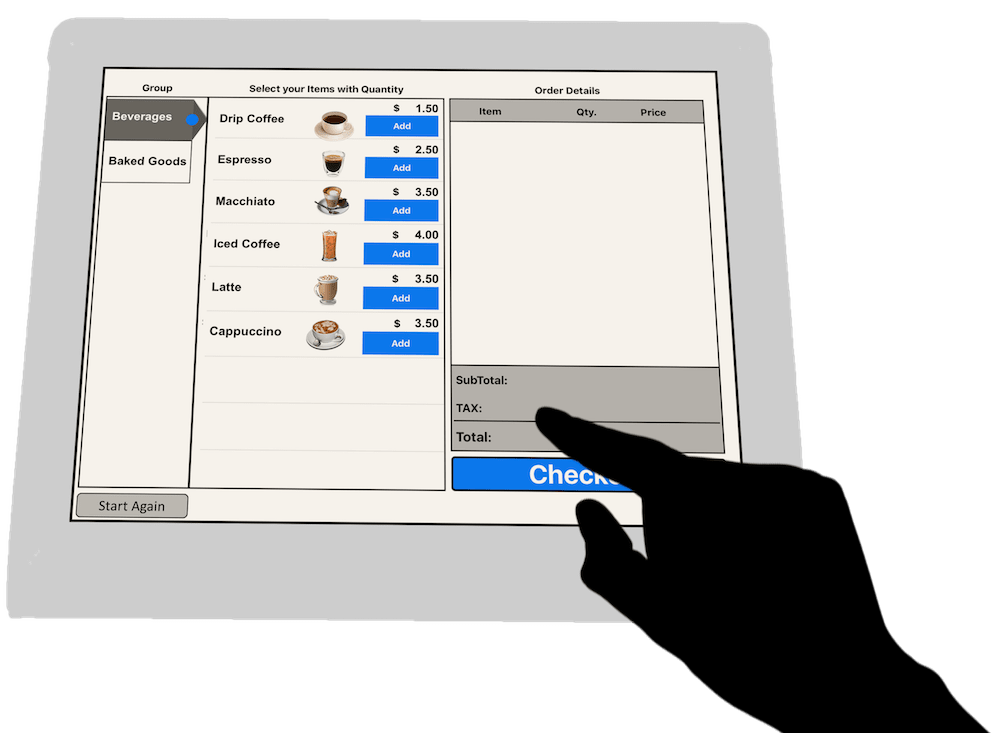 Group
Beverages
Baked Goods
Select your Items with Quantity
Drip Coffee
$ 1.50
Add
Espresso
$ 2.50
Add
Macchiato
$ 3.50
Add
Iced Coffee
$ 4.00
Add
Latte
$ 3.50
Add
Cappuccino
$ 3.50
Add
Order Details
Item Qty. Price
SubTotal:
TAX:
Total:
Start Again